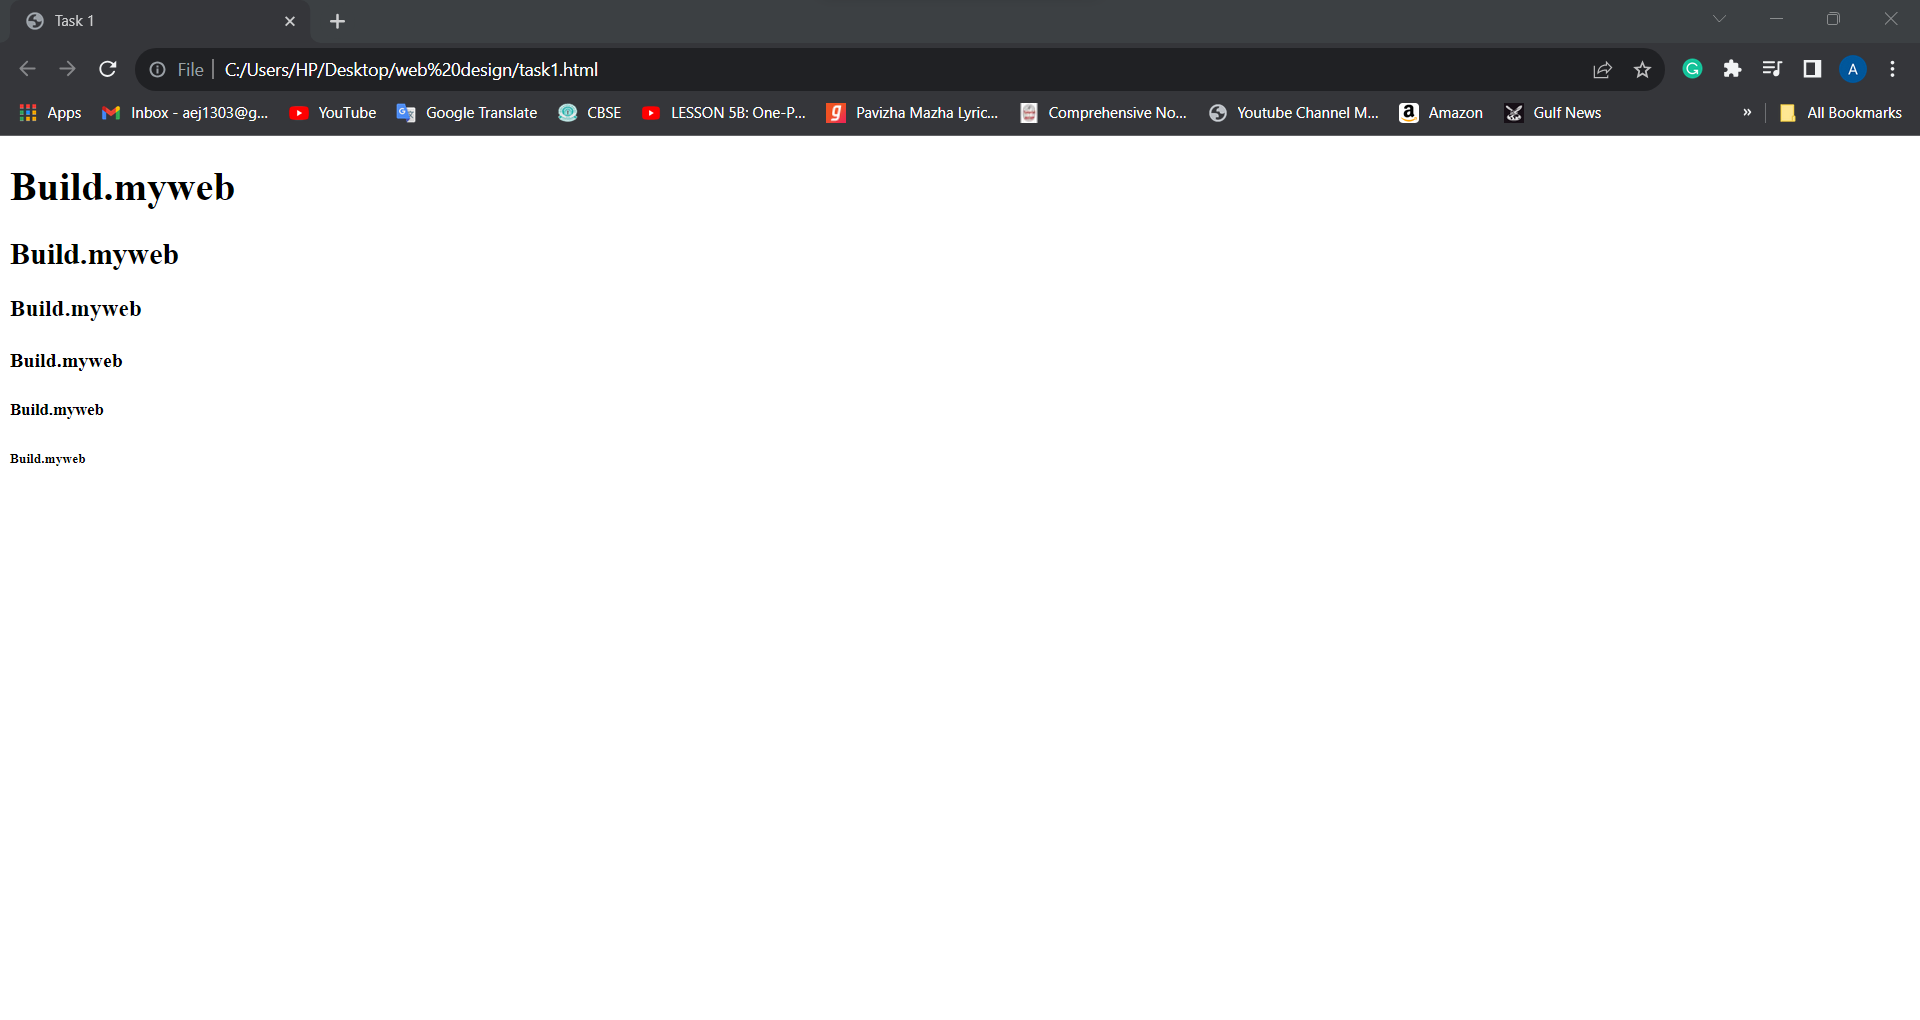 Task 1
File C:/Users/HP/Desktop/web%20design/task1.html
A
Apps Inbox - aej1303@g... YouTube Google Translate CBSE LESSON 5B: One-P... Pavizha Mazha Lyric... Comprehensive No... Youtube Channel M... Amazon Gulf News » All Bookmarks
Build.myweb
Build.myweb
Build.myweb
Build.myweb
Build.myweb
Build.myweb